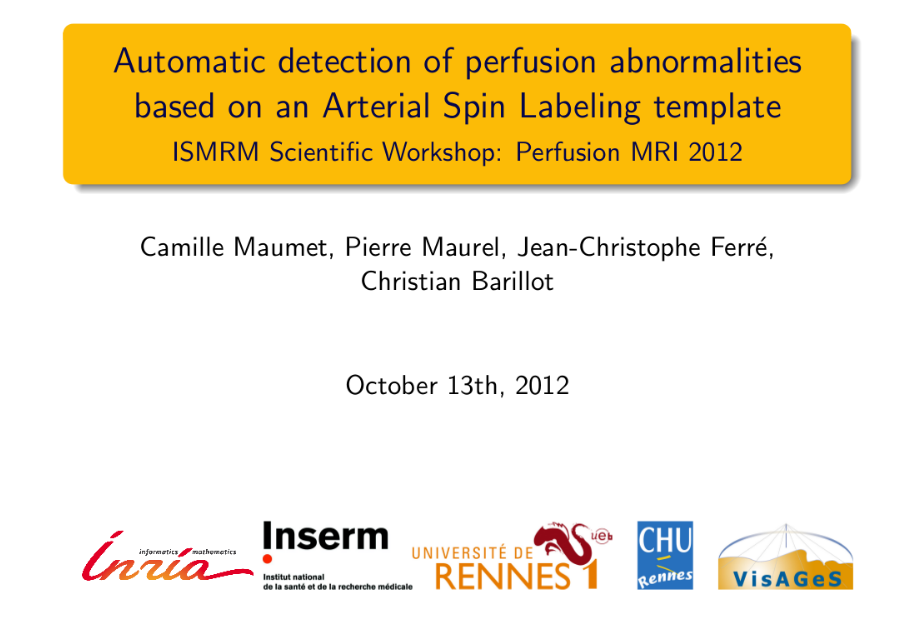 Automatic detection of perfusion abnormalities
based on an Arterial Spin Labeling template
ISMRM Scientific Workshop: Perfusion MRI 2012
Camille Maumet, Pierre Maurel, Jean-Christophe Ferré,
Christian Barillot
October 13th, 2012
informatics mathematics
inría
Inserm
Institut national
de la santé et de la recherche médicale
ueb
UNIVERSITÉ DE
RENNES 1
CHU
Rennes
VisAGeS